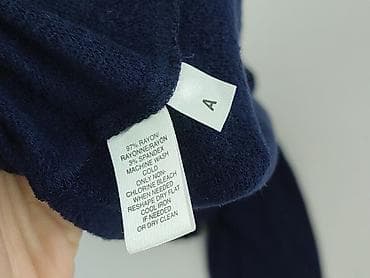 A
97% RAYON/
RAYONNE/RAYON
3% SPANDEX
MACHINE WASH
COLD
ONLY NON-
CHLORINE BLEACH
WHEN NEEDED
RESHAPE DRY FLAT
COOL IRON
IF NEEDED
OR DRY CLEAN